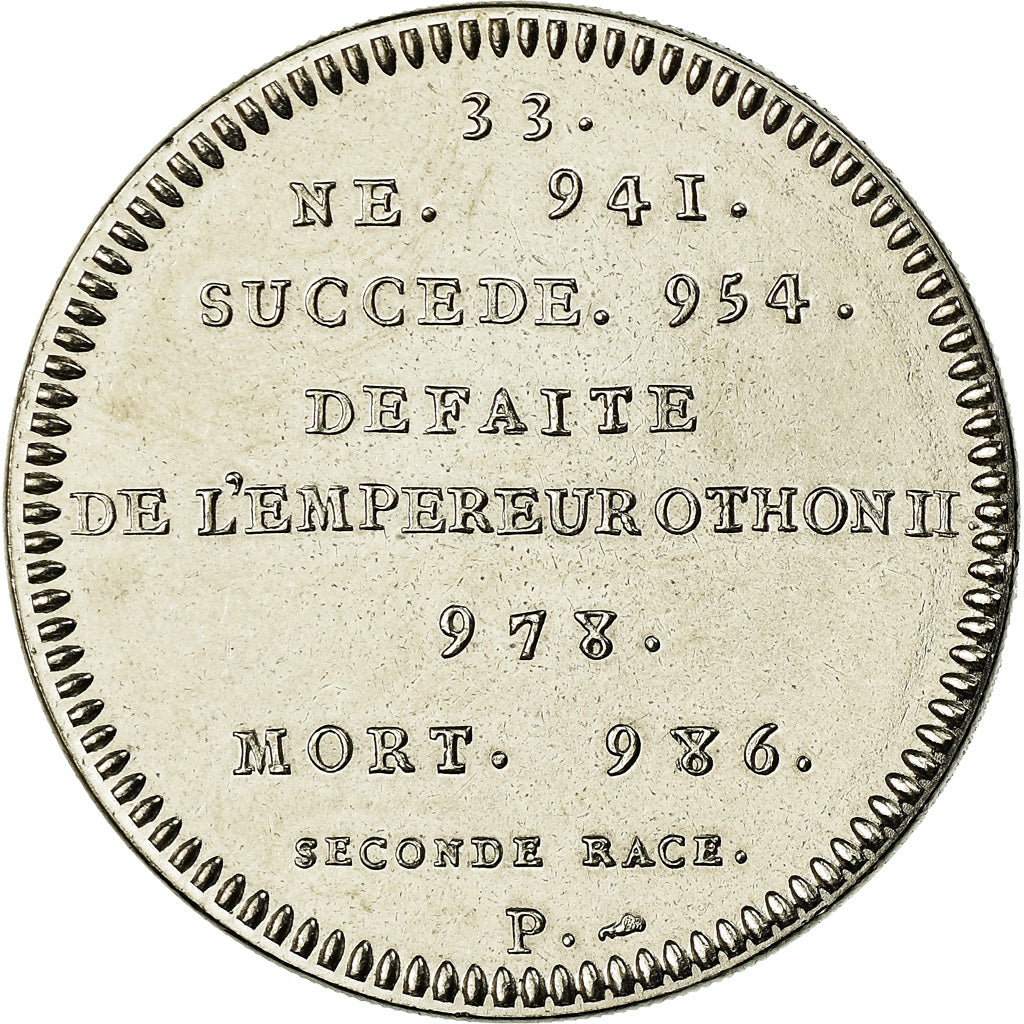 33.
NE. 941.
SUCCEDE. 954.
DEFAITE
DE L'EMPEREUR OTHON II
978.
MORT. 986.
SECONDE RACE.
P.